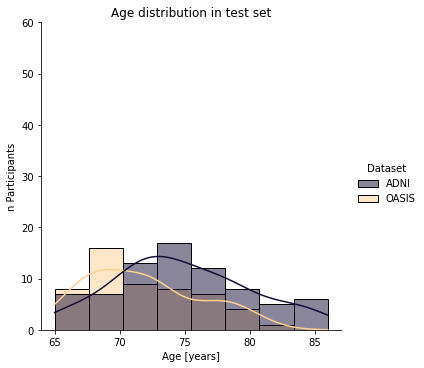 Age distribution in test set
60
50
40
30
20
10
0
n Participants
65
70
75
80
85
Age [years]
Dataset
ADNI
OASIS